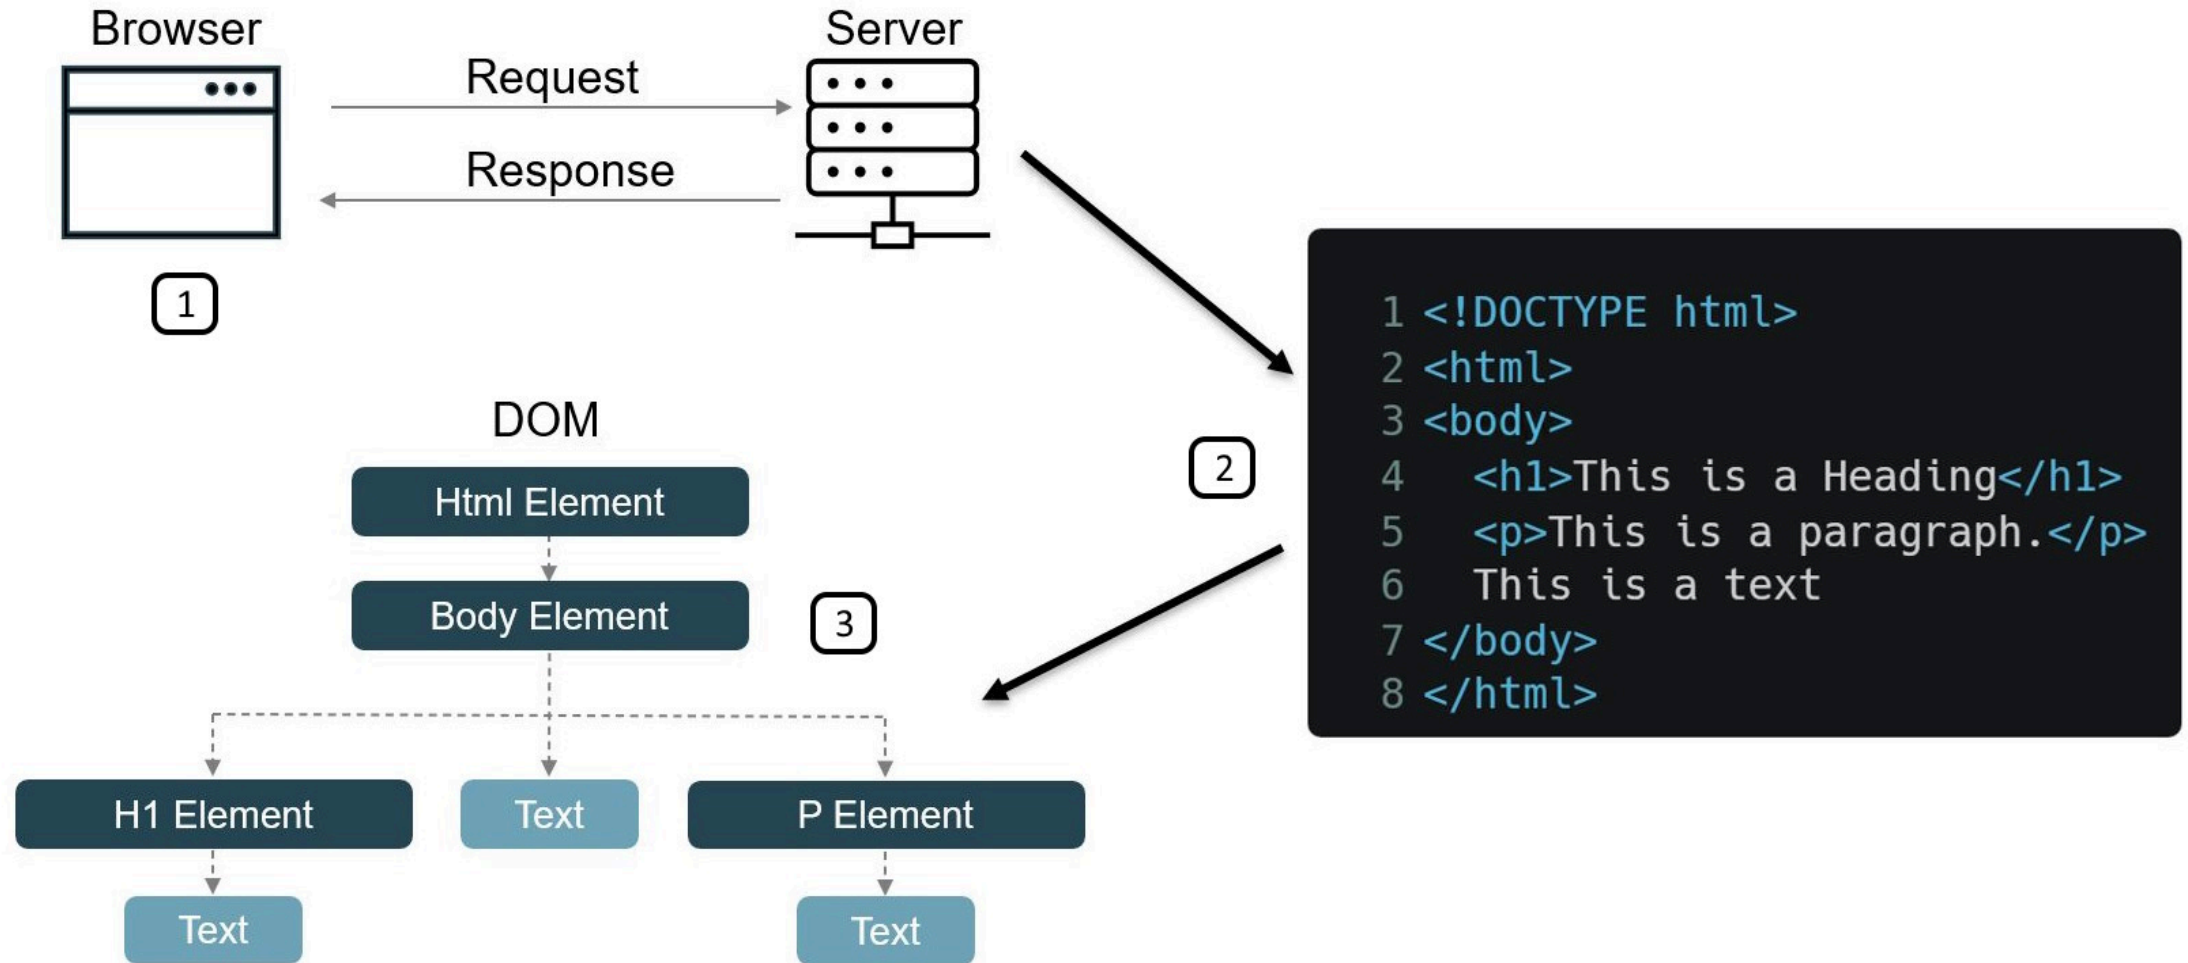 Browser
Server
Request
Response
1
1 <!DOCTYPE html>
2 <html>
3 <body>
4   <h1>This is a Heading</h1>
5   <p>This is a paragraph.</p>
6   This is a text
7 </body>
8 </html>
2
DOM
Html Element
Body Element
3
H1 Element
Text
P Element
Text
Text